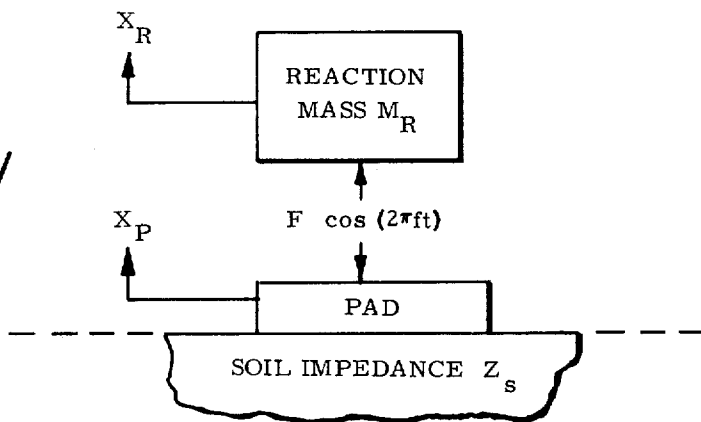 X_R
REACTION
MASS M_R
F cos (2πft)
X_P
PAD
SOIL IMPEDANCE Z_s